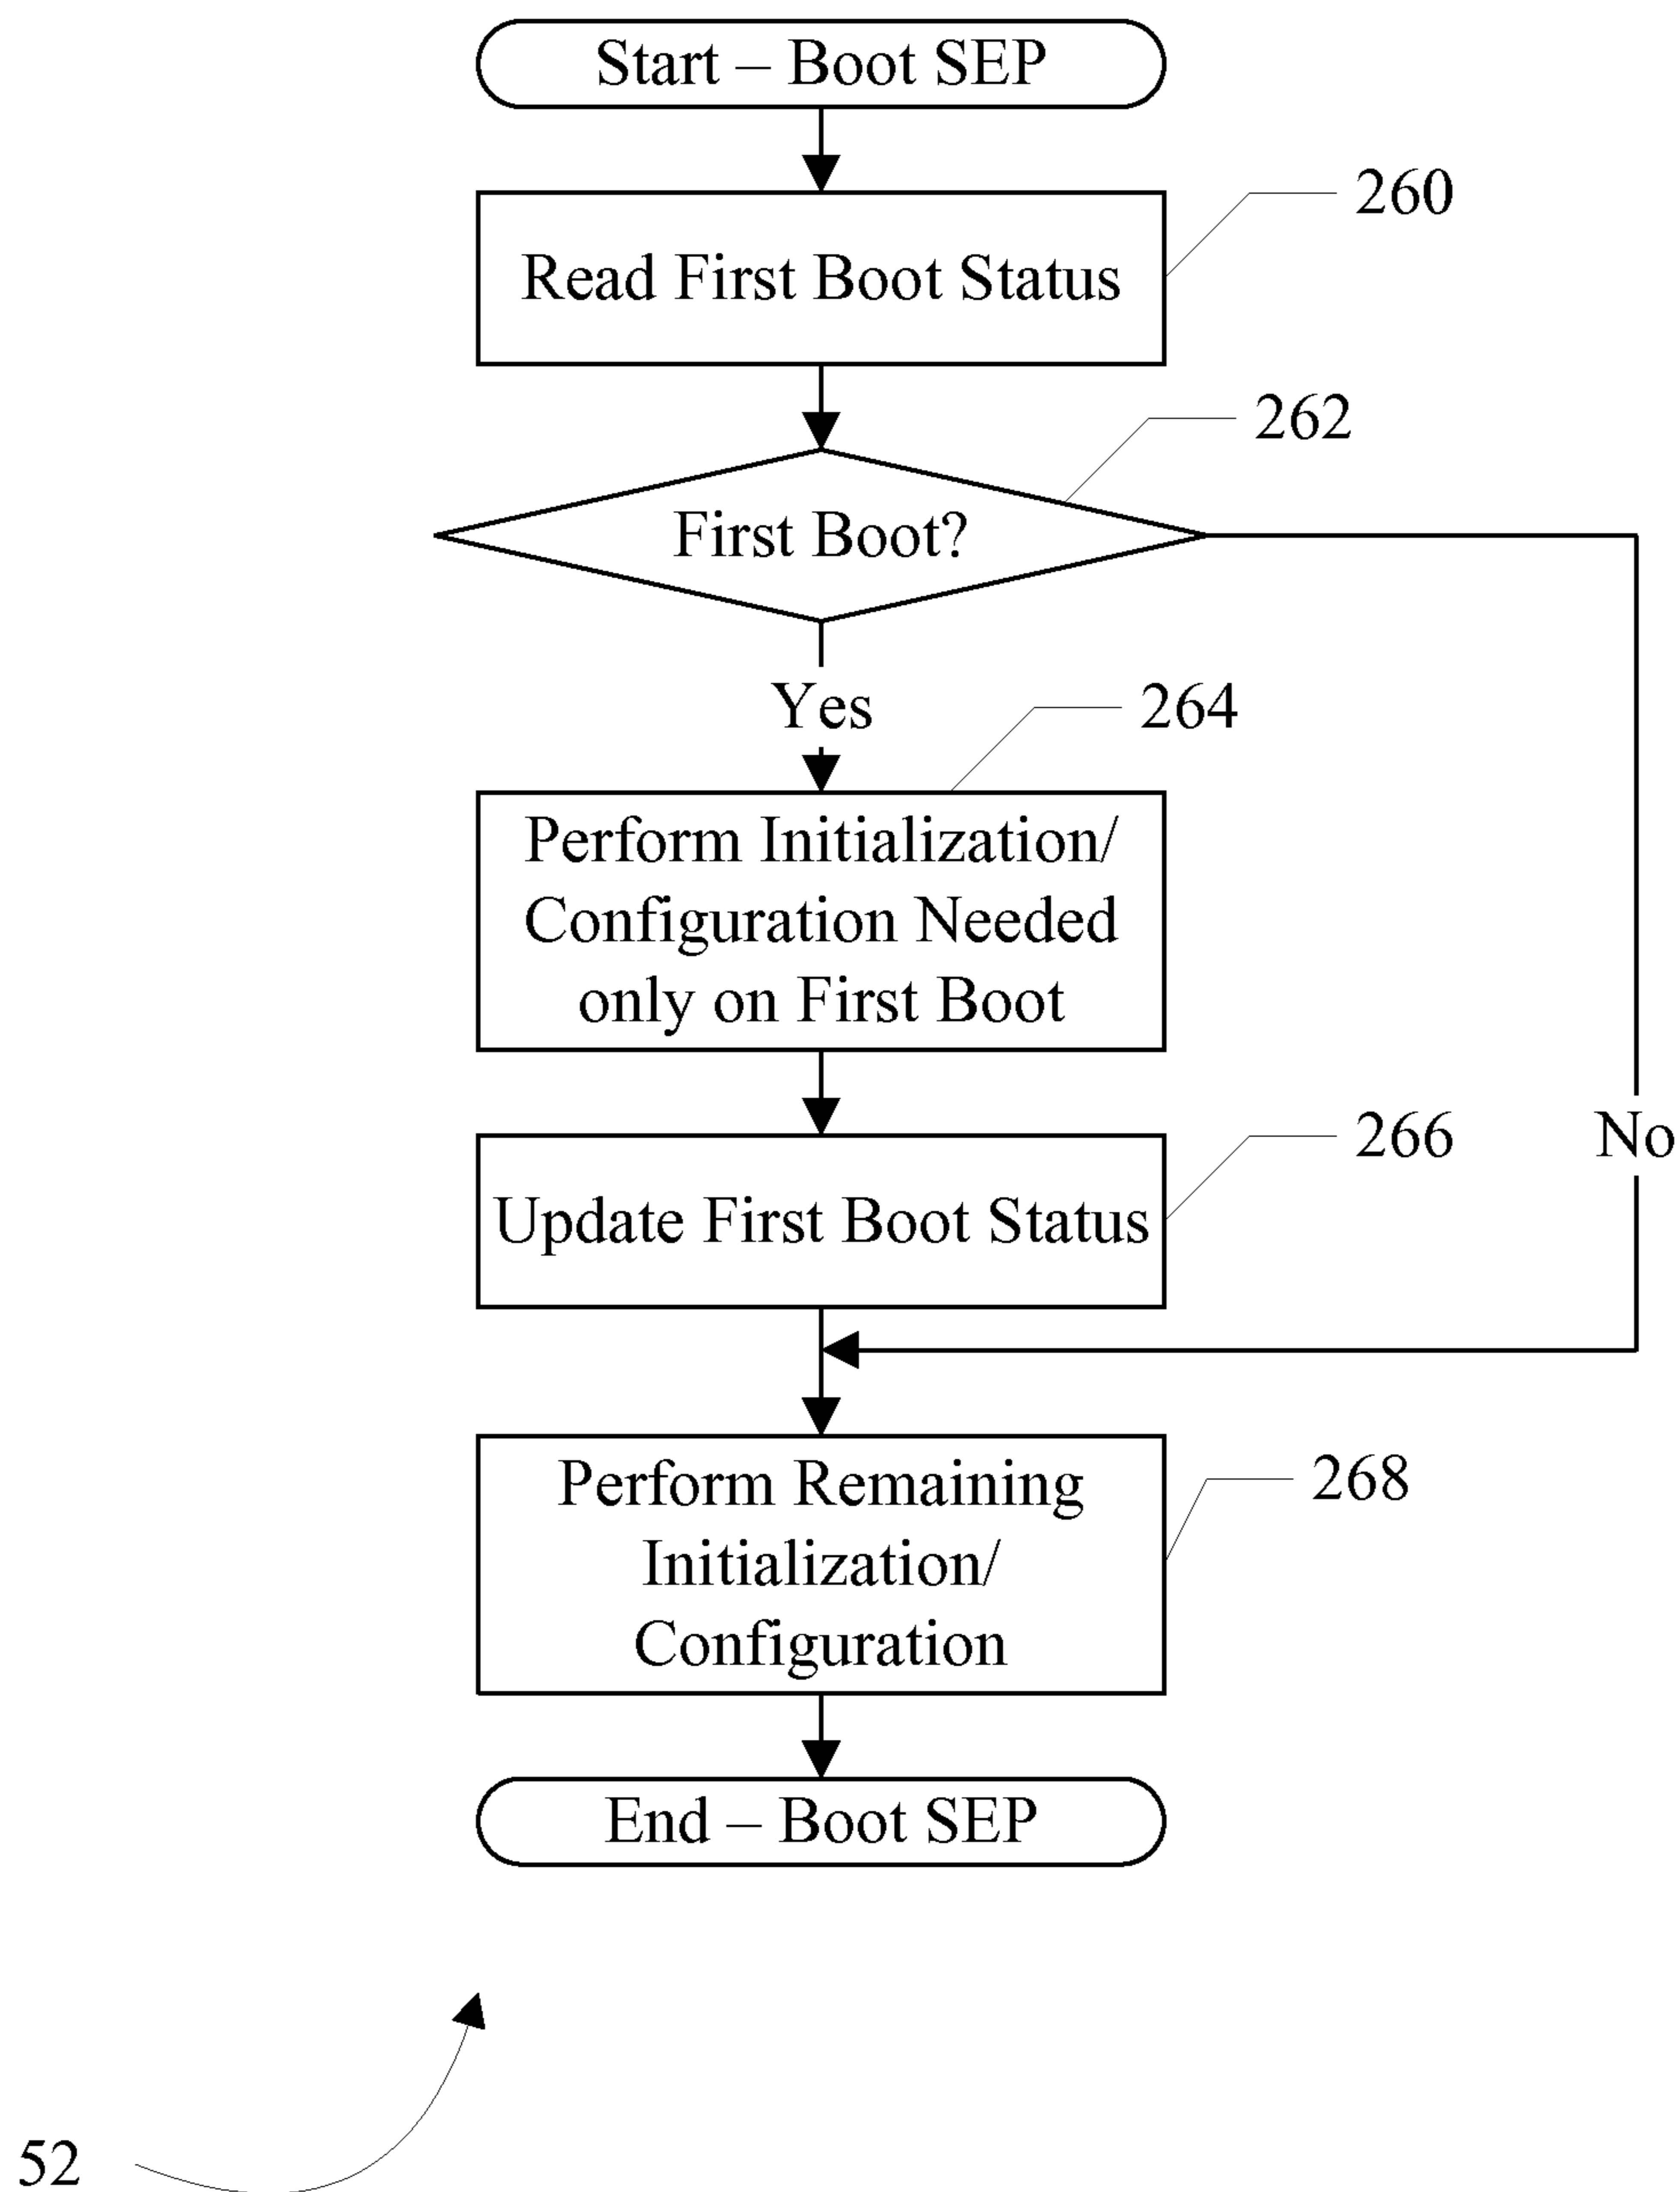 Start – Boot SEP
260
Read First Boot Status
262
First Boot?
Yes
264
Perform Initialization/
Configuration Needed
only on First Boot
266
No
Update First Boot Status
268
Perform Remaining
Initialization/
Configuration
End – Boot SEP
52